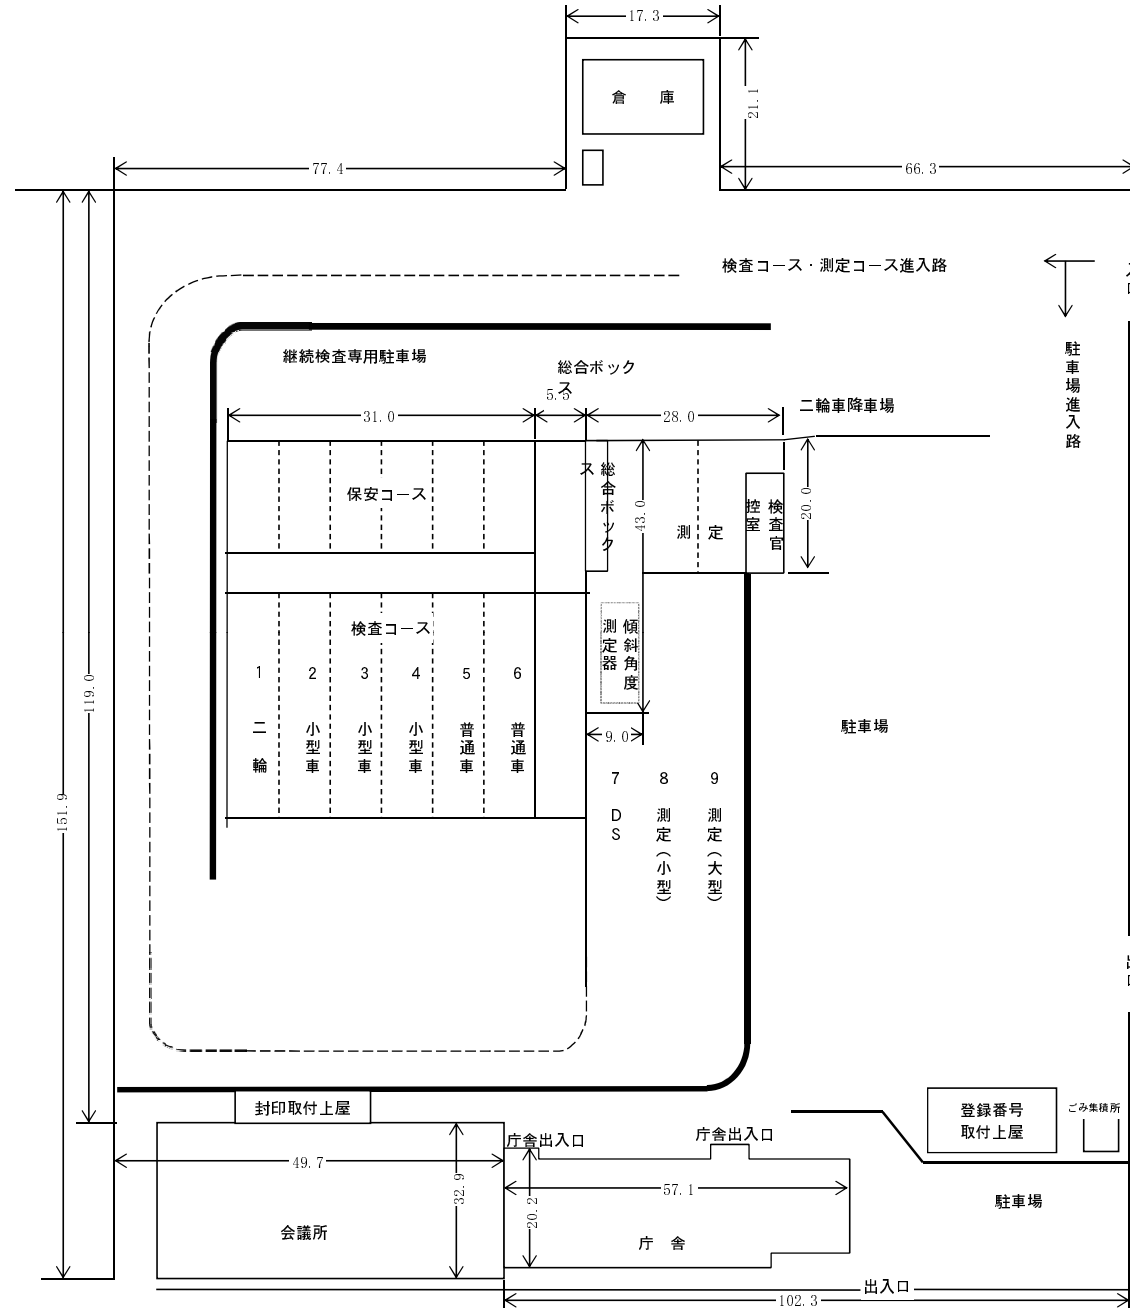 17.3
倉 庫
21.1
77.4
66.3
検査コース・測定コース進入路
駐車場進入路
継続検査専用駐車場
総合ボックス
5.5
31.0
28.0
二輪車降車場
保安コース
総合ボックス
43.0
測 定
検査官控室
20.0
検査コース
傾斜角度測定器
1 二 輪
2 小型車
3 小型車
4 小型車
5 普通車
6 普通車
9.0
7 DS
8 測定(小型)
9 測定(大型)
駐車場
119.0
151.9
封印取付上屋
登録番号
取付上屋
ごみ集積所
庁舎出入口
庁舎出入口
49.7
32.9
20.2
57.1
会議所
庁 舎
駐車場
出入口
102.3